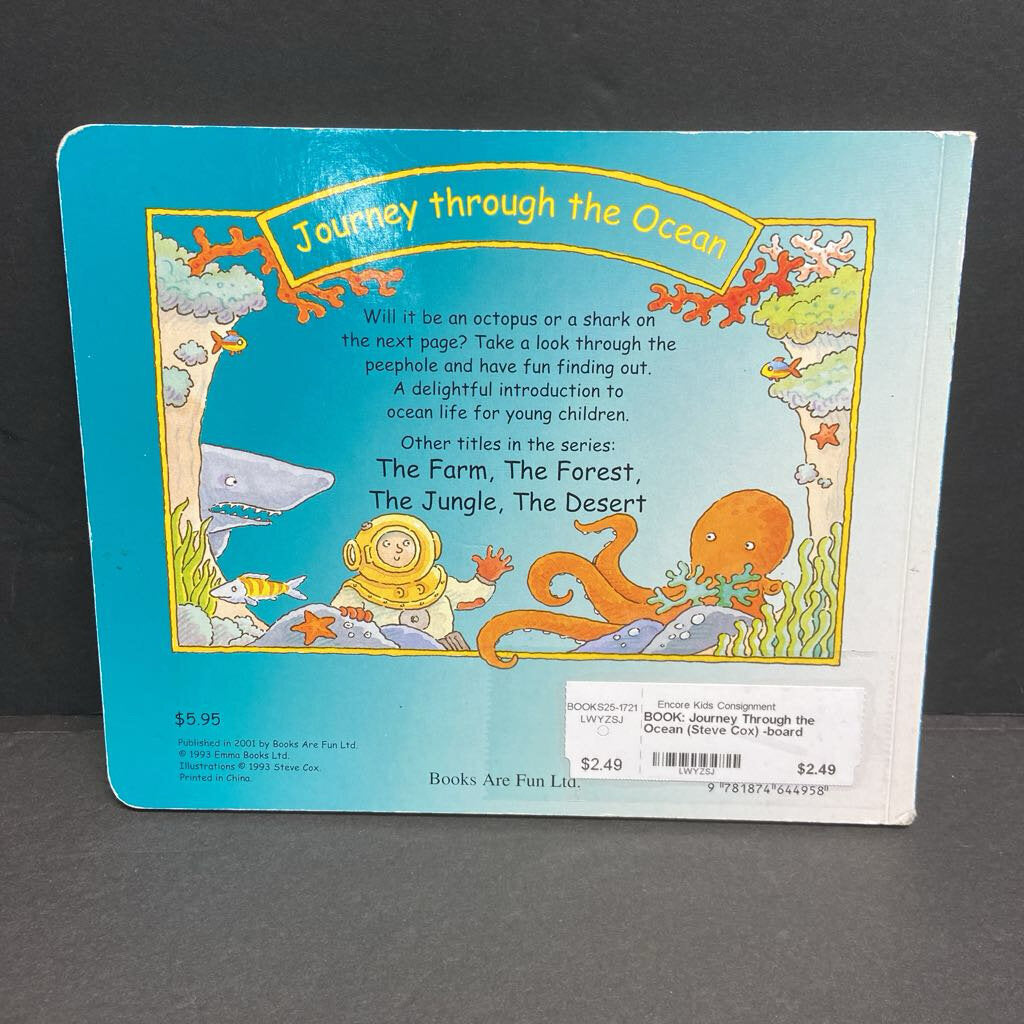 Journey through the Ocean
Will it be an octopus or a shark on
the next page? Take a look through the
peephole and have fun finding out.
A delightful introduction to
ocean life for young children.
Other titles in the series:
The Farm, The Forest,
The Jungle, The Desert
$5.95
Published in 2001 by Books Are Fun Ltd.
© 1993 Emma Books Ltd.
Illustrations © 1993 Steve Cox.
Printed in China.
Books Are Fun Ltd.
BOOKS25-1721
LWYZSJ
$2.49
Encore Kids Consignment
BOOK: Journey Through the
Ocean (Steve Cox) -board
LWYZSJ
$2.49
9 781874 644958